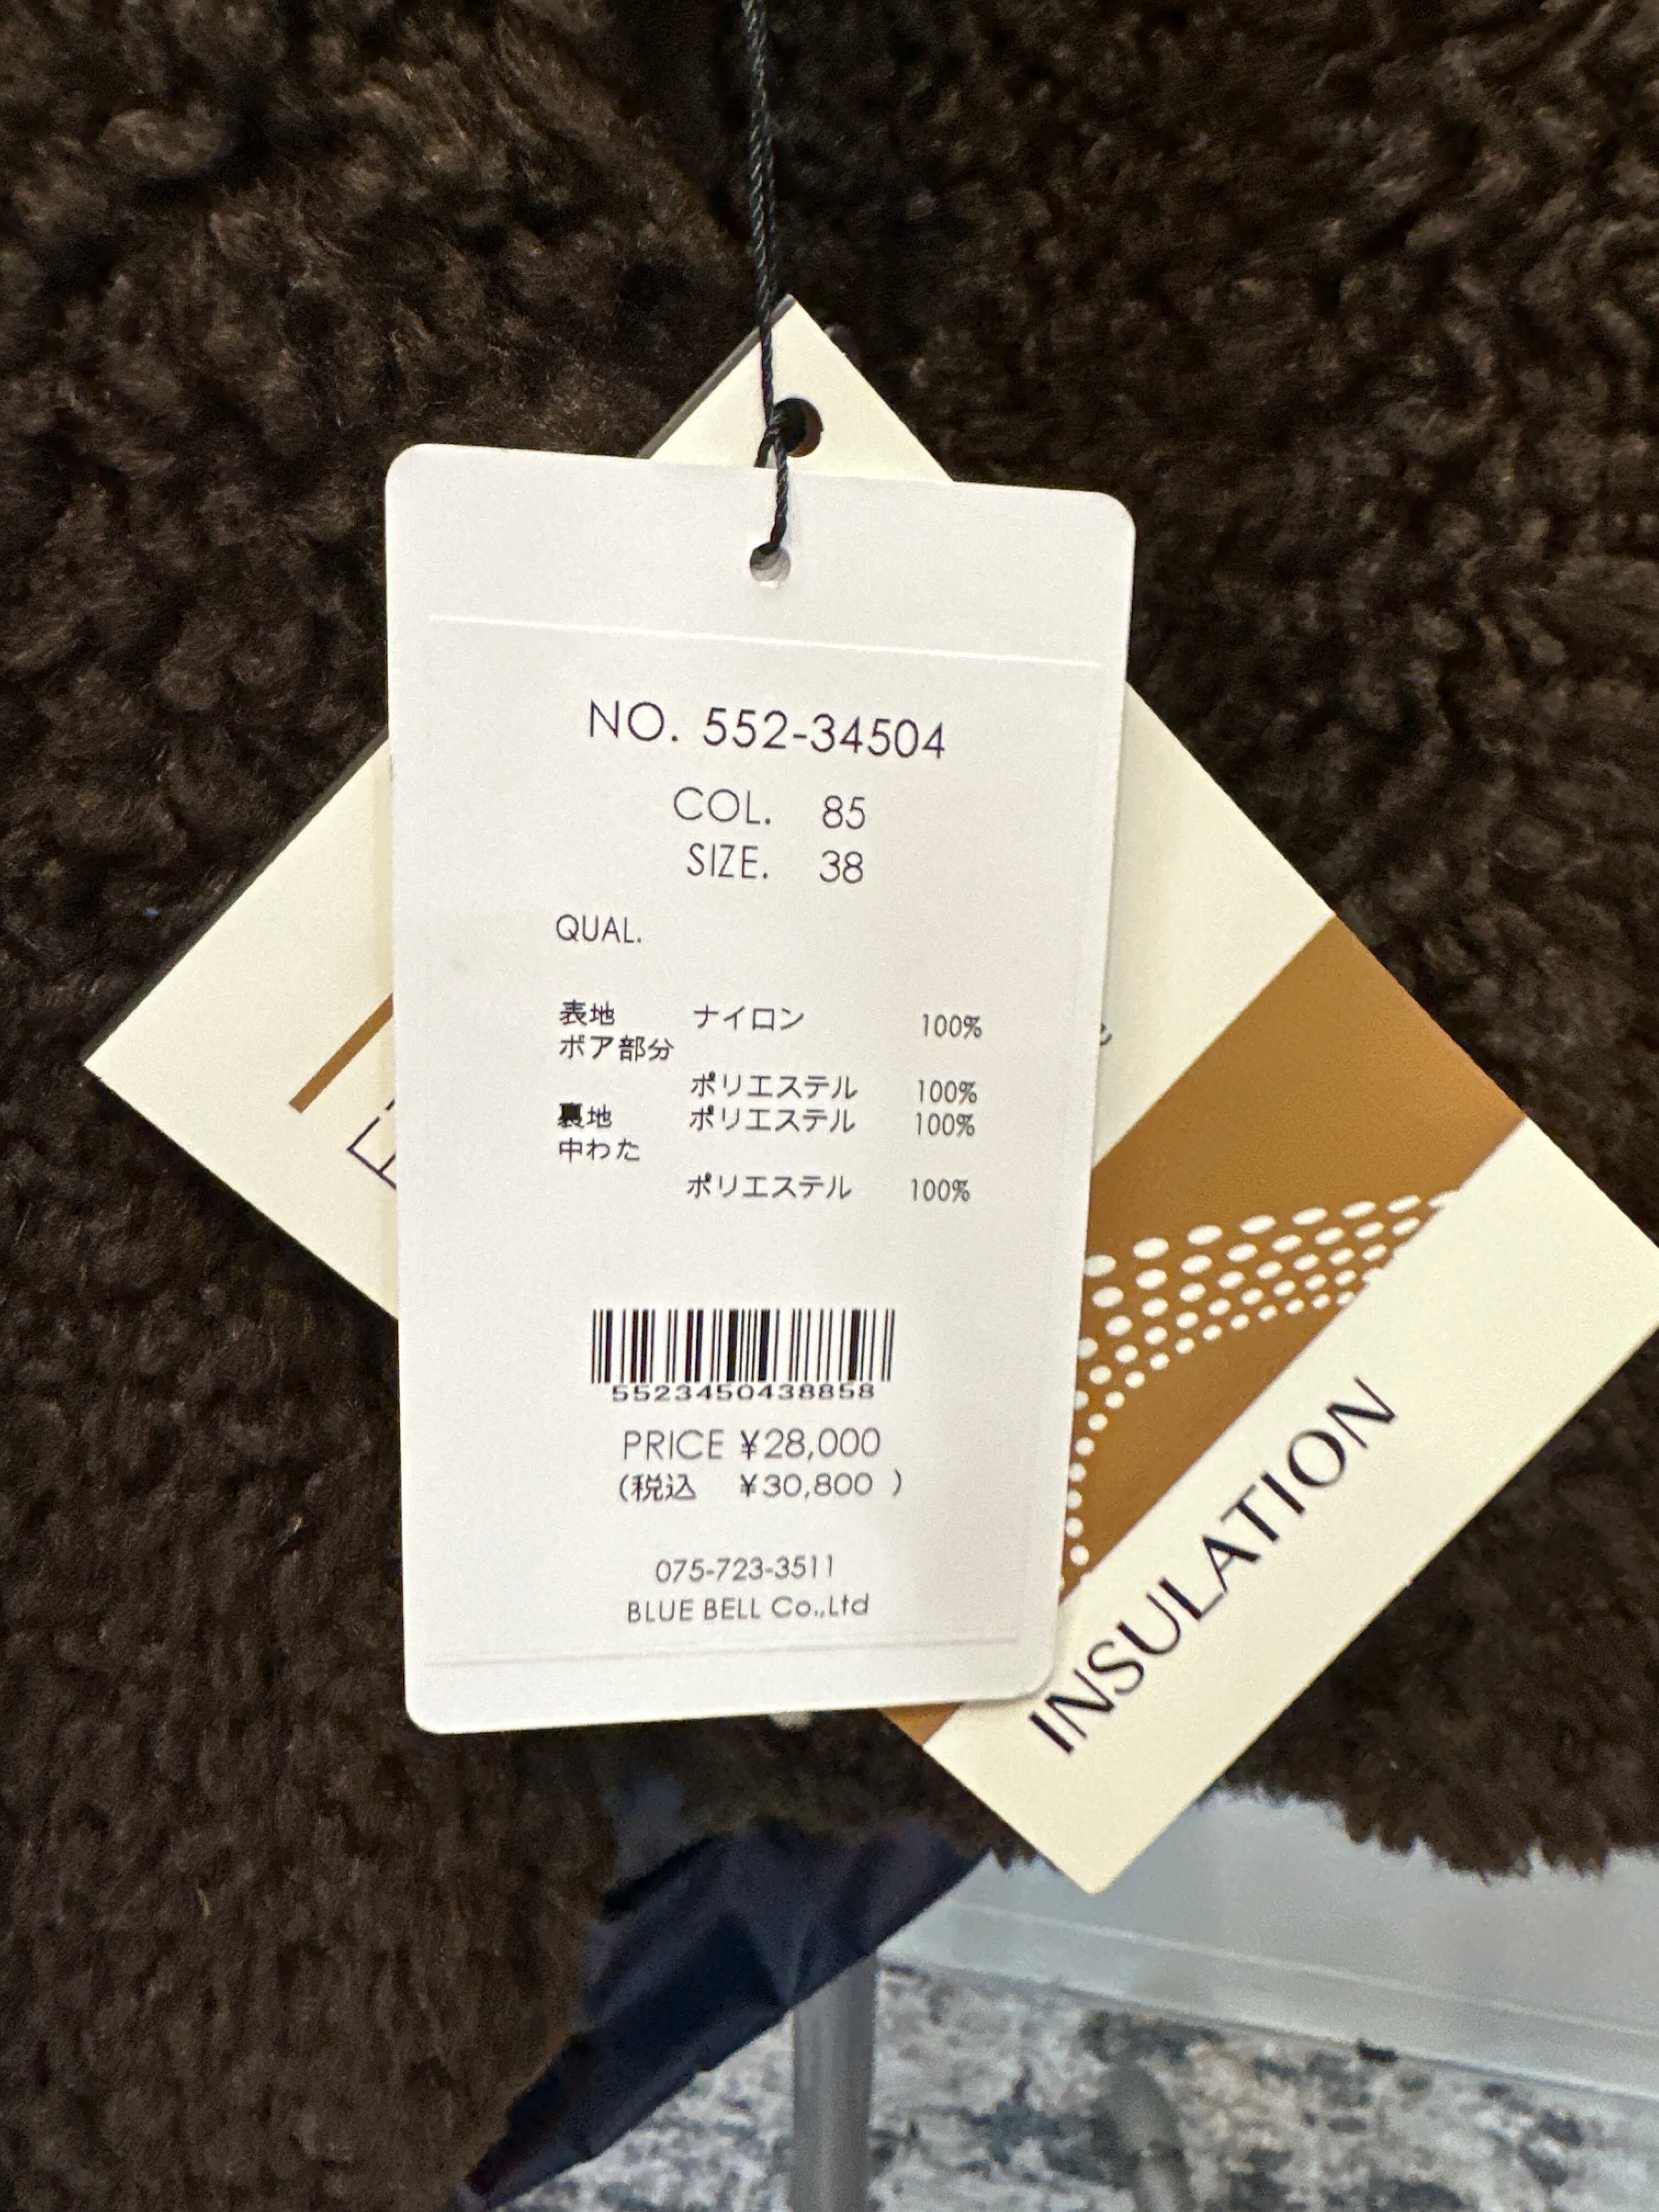 NO. 552-34504
COL. 85
SIZE. 38
QUAL.
表地 ナイロン 100%
ボア部分
ポリエステル 100%
裏地 ポリエステル 100%
中わた
ポリエステル 100%
5523450438858
PRICE ¥28,000
(税込 ¥30,800 )
075-723-3511
BLUE BELL Co.,Ltd
INSULATION